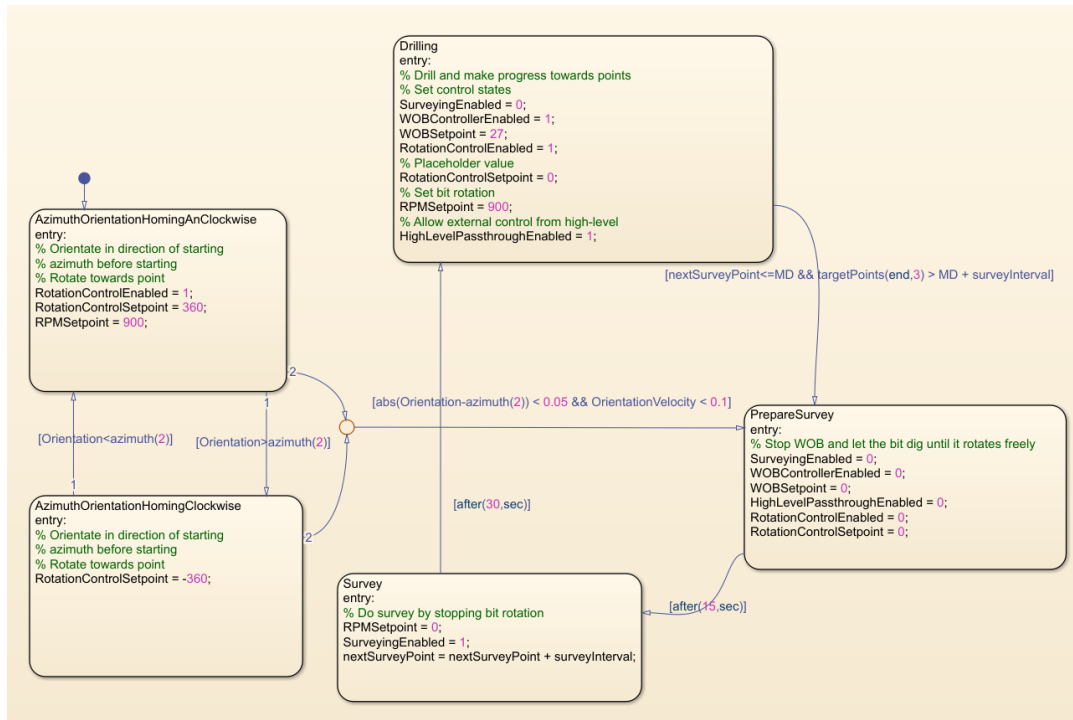 Drilling
entry:
% Drill and make progress towards points
% Set control states
SurveyingEnabled = 0;
WOBControllerEnabled = 1;
WOBSetpoint = 27;
RotationControlEnabled = 1;
% Placeholder value
RotationControlSetpoint = 0;
% Set bit rotation
RPMSetpoint = 900;
% Allow external control from high-level
HighLevelPassthroughEnabled = 1;
AzimuthOrientationHomingAnClockwise
entry:
% Orientate in direction of starting
% azimuth before starting
% Rotate towards point
RotationControlEnabled = 1;
RotationControlSetpoint = 360;
RPMSetpoint = 900;
[nextSurveyPoint<=MD && targetPoints(end,3) > MD + surveyInterval]
2
1
[abs(Orientation-azimuth(2)) < 0.05 && OrientationVelocity < 0.1]
[Orientation<azimuth(2)]
[Orientation>azimuth(2)]
1
2
PrepareSurvey
entry:
% Stop WOB and let the bit dig until it rotates freely
SurveyingEnabled = 0;
WOBControllerEnabled = 0;
WOBSetpoint = 0;
HighLevelPassthroughEnabled = 0;
RotationControlEnabled = 0;
RotationControlSetpoint = 0;
AzimuthOrientationHomingClockwise
entry:
% Orientate in direction of starting
% azimuth before starting
% Rotate towards point
RotationControlSetpoint = -360;
[after(30,sec)]
[after(15,sec)]
Survey
entry:
% Do survey by stopping bit rotation
RPMSetpoint = 0;
SurveyingEnabled = 1;
nextSurveyPoint = nextSurveyPoint + surveyInterval;